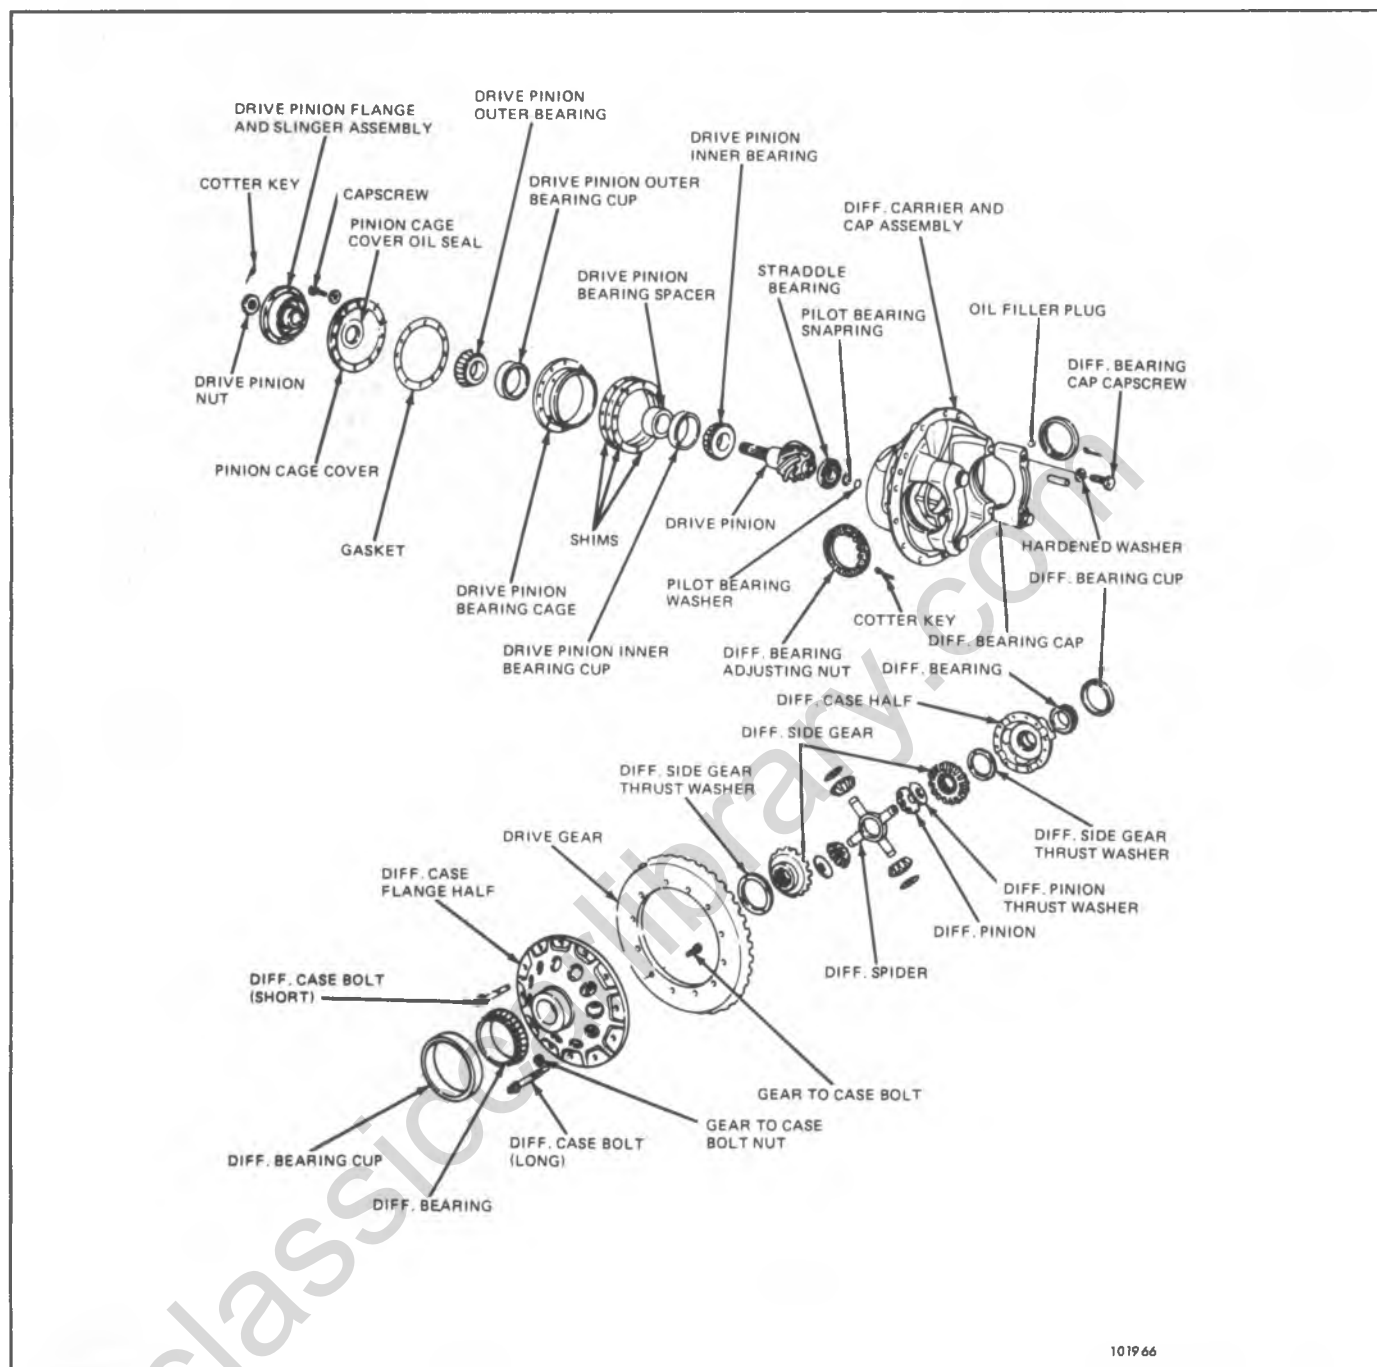 DRIVE PINION FLANGE
AND SLINGER ASSEMBLY
DRIVE PINION
OUTER BEARING
DRIVE PINION
INNER BEARING
COTTER KEY
CAPSCREW
DRIVE PINION OUTER
BEARING CUP
DIFF. CARRIER AND
CAP ASSEMBLY
PINION CAGE
COVER OIL SEAL
DRIVE PINION
BEARING SPACER
STRADDLE
BEARING
PILOT BEARING
SNAPRING
OIL FILLER PLUG
DIFF. BEARING
CAP CAPSCREW
DRIVE PINION
NUT
PINION CAGE COVER
GASKET
SHIMS
DRIVE PINION
HARDENED WASHER
DRIVE PINION
BEARING CAGE
PILOT BEARING
WASHER
DIFF. BEARING CUP
COTTER KEY
DIFF. BEARING CAP
DRIVE PINION INNER
BEARING CUP
DIFF. BEARING
ADJUSTING NUT
DIFF. BEARING
DIFF. CASE HALF
DIFF. SIDE GEAR
DIFF. SIDE GEAR
THRUST WASHER
DRIVE GEAR
DIFF. SIDE GEAR
THRUST WASHER
DIFF. CASE
FLANGE HALF
DIFF. PINION
THRUST WASHER
DIFF. PINION
DIFF. SPIDER
DIFF. CASE BOLT
(SHORT)
GEAR TO CASE BOLT
GEAR TO CASE
BOLT NUT
DIFF. CASE BOLT
(LONG)
DIFF. BEARING CUP
DIFF. BEARING
101966
classiccarlibrary.com